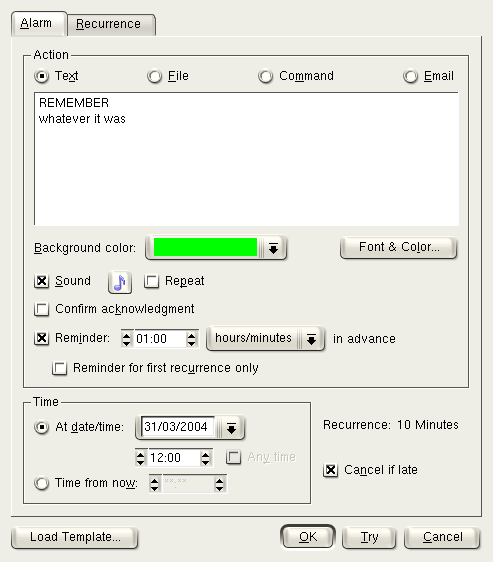 Alarm Recurrence
Action
Text File Command Email
REMEMBER
whatever it was
Background color: Font & Color...
Sound Repeat
Confirm acknowledgment
Reminder: 01:00 hours/minutes in advance
Reminder for first recurrence only
Time
At date/time: 31/03/2004 Recurrence: 10 Minutes
12:00 Any time Cancel if late
Time from now: **:**
Load Template... OK Try Cancel